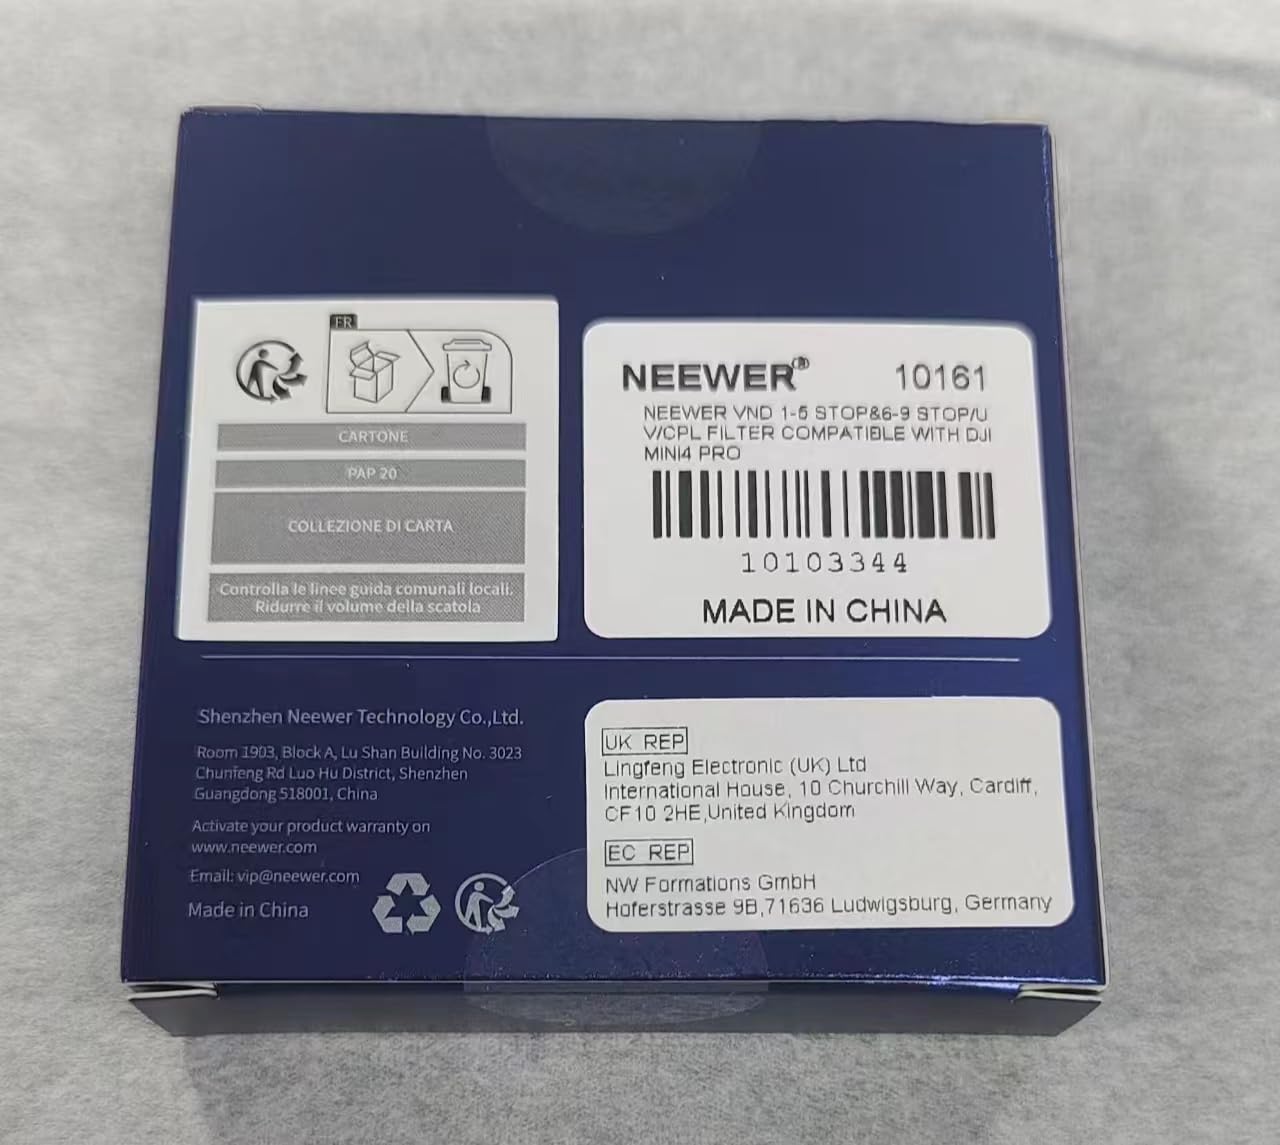 FR
CARTONE
PAP 20
COLLEZIONE DI CARTA
Controlla le linee guida comunali locali.
Ridurre il volume della scatola
NEEWER® 10161
NEEWER VND 1-5 STOP&6-9 STOP/U
V/CPL FILTER COMPATIBLE WITH DJI
MINI4 PRO
10103344
MADE IN CHINA
Shenzhen Neewer Technology Co.,Ltd.
Room 1903, Block A, Lu Shan Building No. 3023
Chunfeng Rd Luo Hu District, Shenzhen
Guangdong 518001, China
Activate your product warranty on
www.neewer.com
Email: vip@neewer.com
Made in China
UK REP
Lingfeng Electronic (UK) Ltd
International House, 10 Churchill Way, Cardiff,
CF10 2HE,United Kingdom
EC REP
NW Formations GmbH
Hoferstrasse 9B,71636 Ludwigsburg, Germany